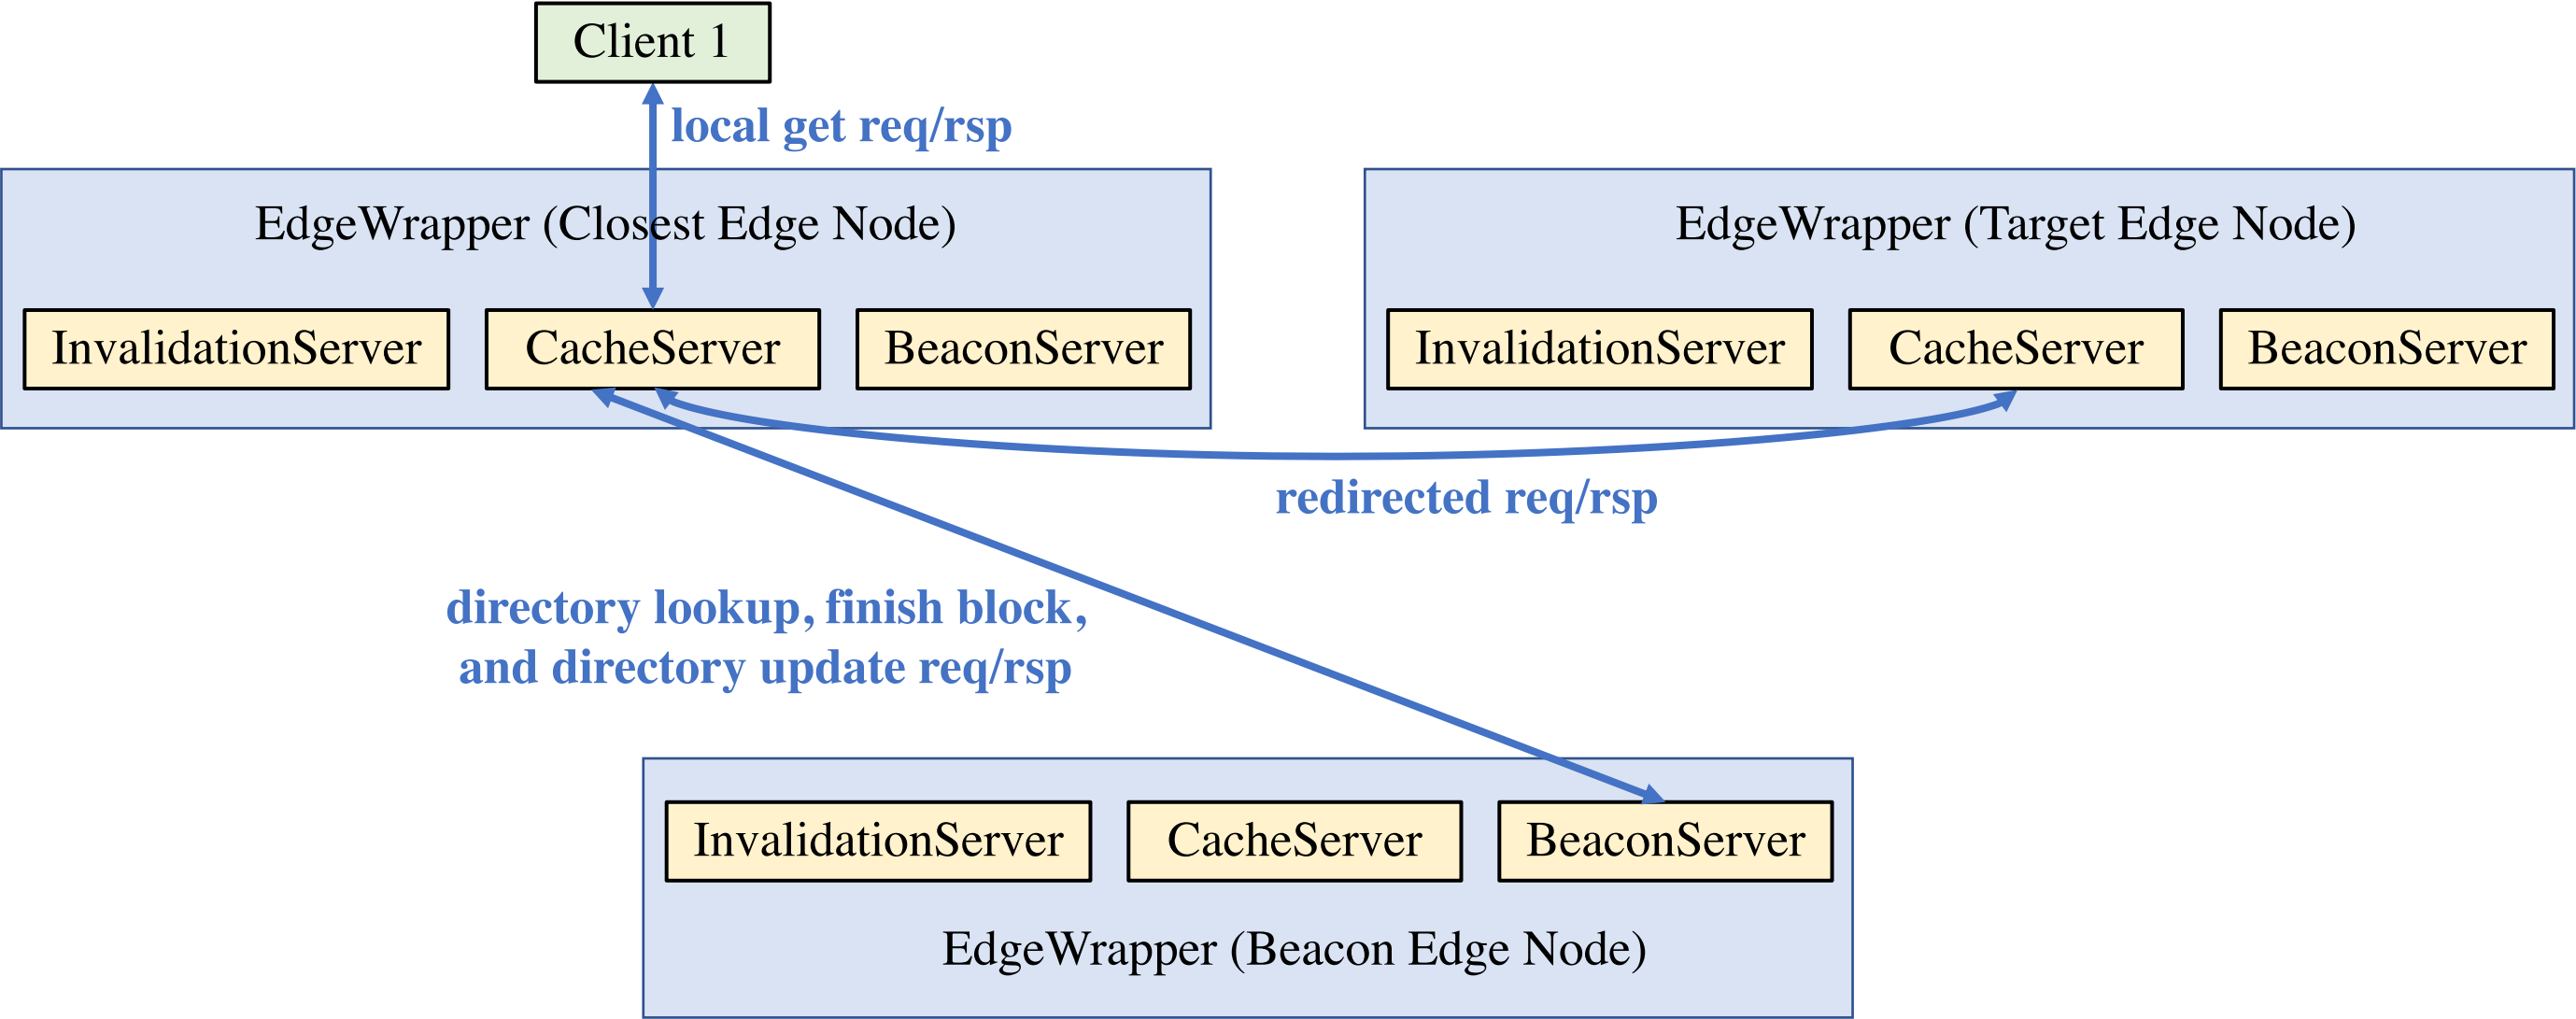 Client 1
local get req/rsp
EdgeWrapper (Closest Edge Node)
InvalidationServer
CacheServer
BeaconServer
EdgeWrapper (Target Edge Node)
InvalidationServer
CacheServer
BeaconServer
redirected req/rsp
directory lookup, finish block,
and directory update req/rsp
InvalidationServer
CacheServer
BeaconServer
EdgeWrapper (Beacon Edge Node)